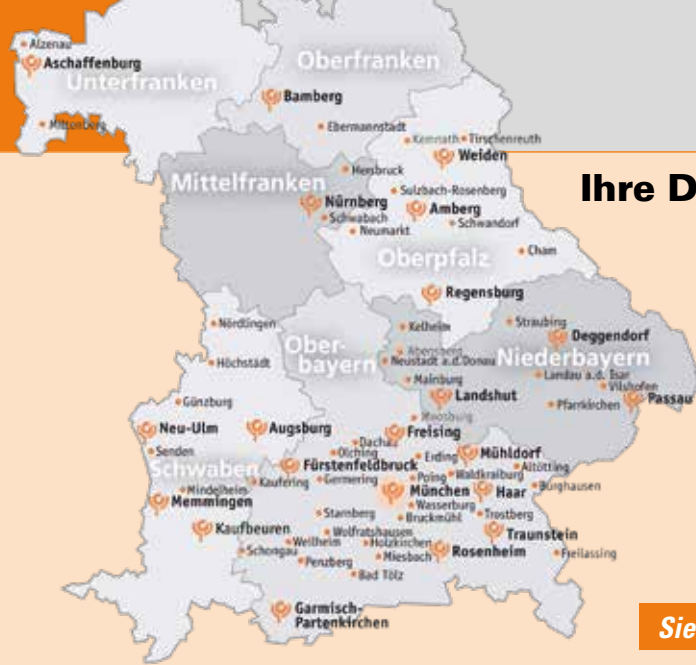 Alzenau
Aschaffenburg
Unterfranken
Oberfranken
Bamberg
Miltenberg
Ebermannstadt
Kemnath
Tirschenreuth
Weiden
Hersbruck
Mittelfranken
Sulzbach-Rosenberg
Ihre D
Nürnberg
Amberg
Schwabach
Schwandorf
Neumarkt
Cham
Oberpfalz
Regensburg
Nördlingen
Kelheim
Straubing
Deggendorf
Ober-
bayern
Abensberg
Neustadt a.d.Donau
Niederbayern
Höchstädt
Mainburg
Landau a.d. Isar
Vilshofen
Landshut
Passau
Günzburg
Pfarrkirchen
Moosburg
Neu-Ulm
Augsburg
Freising
Dachau
Mühldorf
Senden
Olching
Erding
Altötting
Schwaben
Fürstenfeldbruck
Mindelheim
Kaufering
Germering
Poing
Waldkraiburg
Burghausen
Memmingen
München
Haar
Starnberg
Wasserburg
Trostberg
Kaufbeuren
Bruckmühl
Wolfratshausen
Traunstein
Weilheim
Holzkirchen
Schongau
Miesbach
Rosenheim
Freilassing
Penzberg
Bad Tölz
Garmisch-
Partenkirchen
Sie